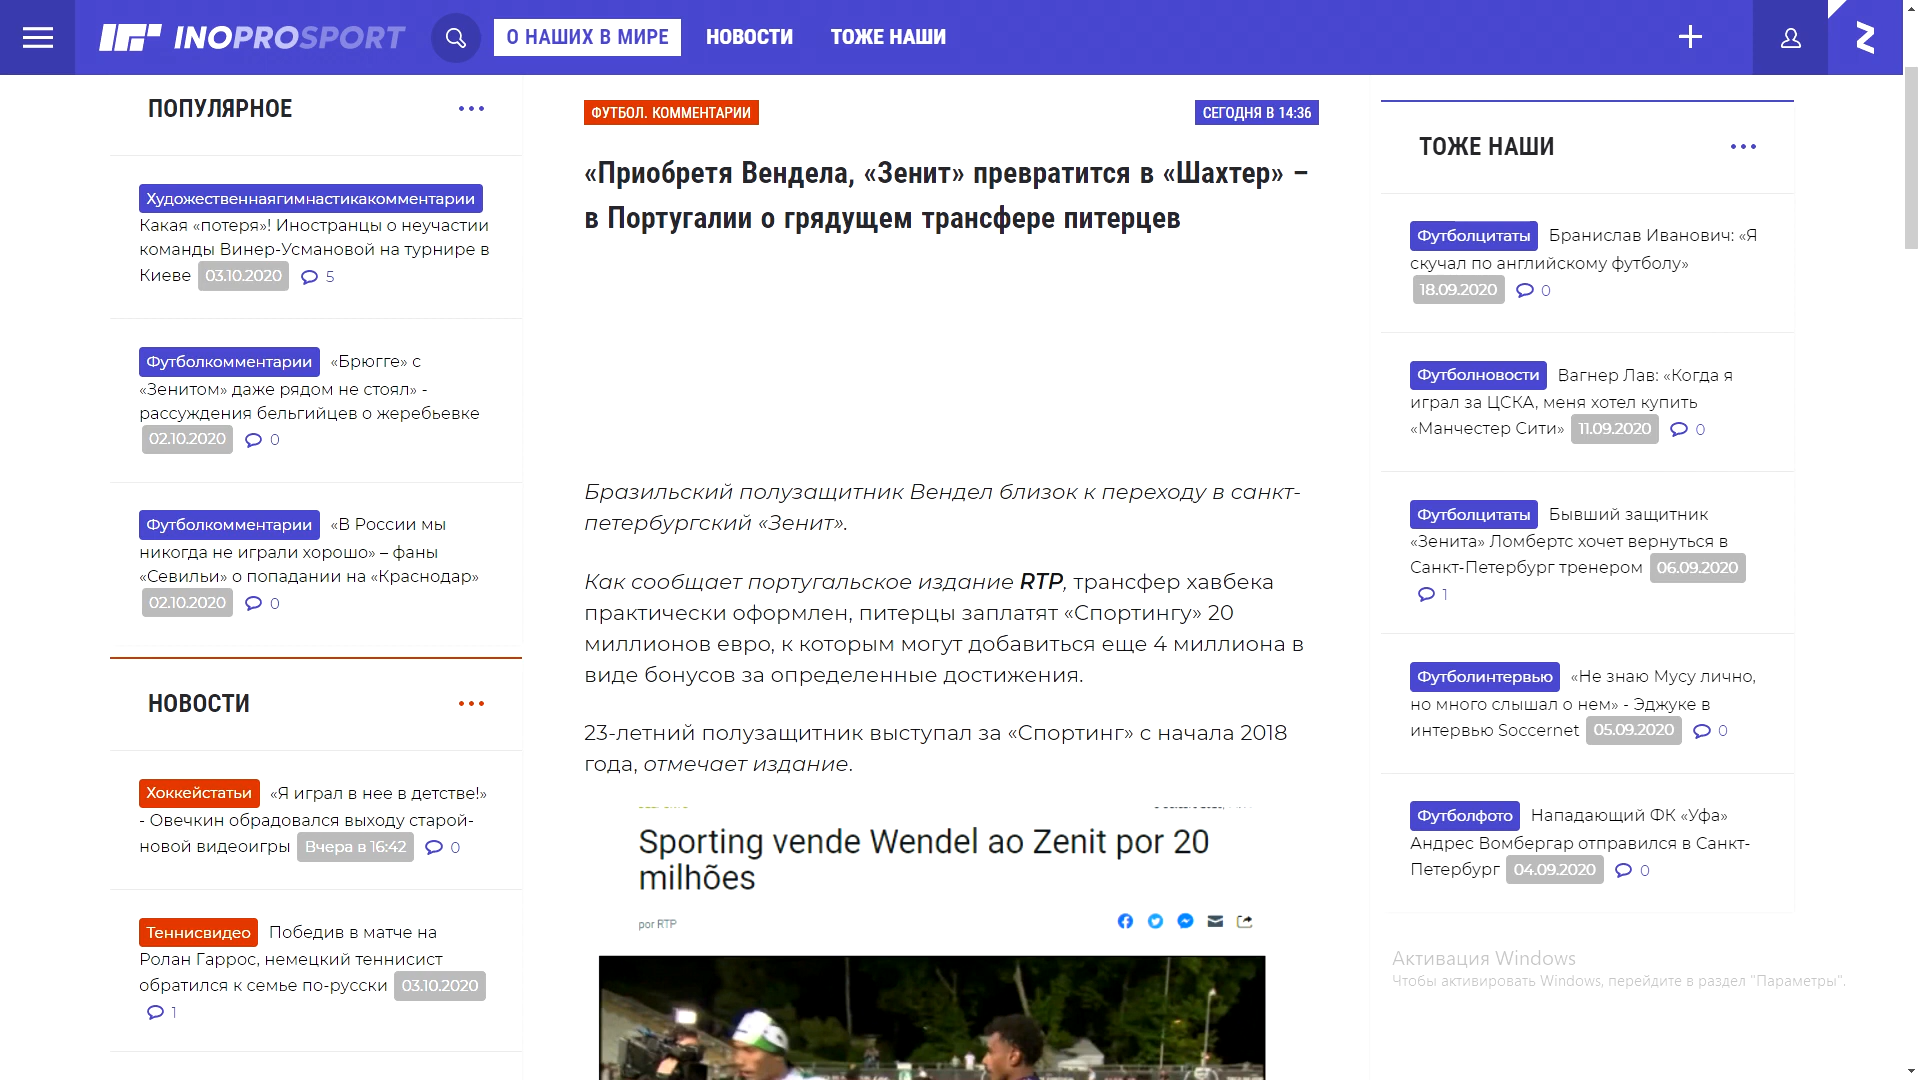 INOPROSPORT
О НАШИХ В МИРЕ
НОВОСТИ
ТОЖЕ НАШИ
ПОПУЛЯРНОЕ
Художественнаягимнастикакомментарии
Какая «потеря»! Иностранцы о неучастии
команды Винер-Усмановой на турнире в
Киеве 03.10.2020 5
Футболкомментарии «Брюгге» с
«Зенитом» даже рядом не стоял» -
рассуждения бельгийцев о жеребьевке
02.10.2020 0
Футболкомментарии «В России мы
никогда не играли хорошо» – фаны
«Севильи» о попадании на «Краснодар»
02.10.2020 0
НОВОСТИ
Хоккейстатьи «Я играл в нее в детстве!»
- Овечкин обрадовался выходу старой-
новой видеоигры Вчера в 16:42 0
Теннисвидео Победив в матче на
Ролан Гаррос, немецкий теннисист
обратился к семье по-русски 03.10.2020
1
ФУТБОЛ. КОММЕНТАРИИ
СЕГОДНЯ В 14:36
«Приобретя Вендела, «Зенит» превратится в «Шахтер» –
в Португалии о грядущем трансфере питерцев
Бразильский полузащитник Вендел близок к переходу в санкт-
петербургский «Зенит».
Как сообщает португальское издание RTP, трансфер хавбека
практически оформлен, питерцы заплатят «Спортингу» 20
миллионов евро, к которым могут добавиться еще 4 миллиона в
виде бонусов за определенные достижения.
23-летний полузащитник выступал за «Спортинг» с начала 2018
года, отмечает издание.
Sporting vende Wendel ao Zenit por 20
milhões
por RTP
ТОЖЕ НАШИ
Футболцитаты Бранислав Иванович: «Я
скучал по английскому футболу»
18.09.2020 0
Футболновости Вагнер Лав: «Когда я
играл за ЦСКА, меня хотел купить
«Манчестер Сити» 11.09.2020 0
Футболцитаты Бывший защитник
«Зенита» Ломбертс хочет вернуться в
Санкт-Петербург тренером 06.09.2020
1
Футболинтервью «Не знаю Мусу лично,
но много слышал о нем» - Эджуке в
интервью Soccernet 05.09.2020 0
Футболфото Нападающий ФК «Уфа»
Андрес Вомбергар отправился в Санкт-
Петербург 04.09.2020 0
Активация Windows
Чтобы активировать Windows, перейдите в раздел "Параметры".